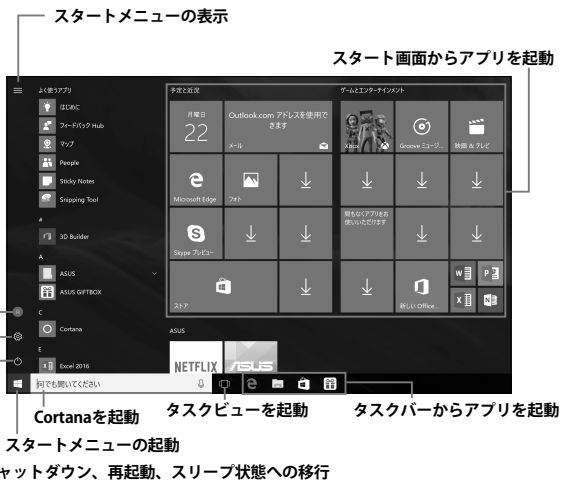 スタートメニューの表示
スタート画面からアプリを起動
よく使うアプリ
はじめに
フィードバック Hub
マップ
People
Sticky Notes
Snipping Tool
#
3D Builder
A
ASUS
ASUS GIFTBOX
C
Cortana
E
Excel 2016
何でも聞いてください
予定と近況
月曜日
22
Outlook.com アドレスを使用で
きます
メール
Microsoft Edge
フォト
Skype プレビュー
ストア
ゲームとエンターテインメント
Xbox
Groove ミュージ...
映画 & テレビ
間もなくアプリをお
使いいただけます
新しい Office...
ASUS
NETFLIX
ASUS
Cortanaを起動
タスクビューを起動
タスクバーからアプリを起動
スタートメニューの起動
ャットダウン、再起動、スリープ状態への移行